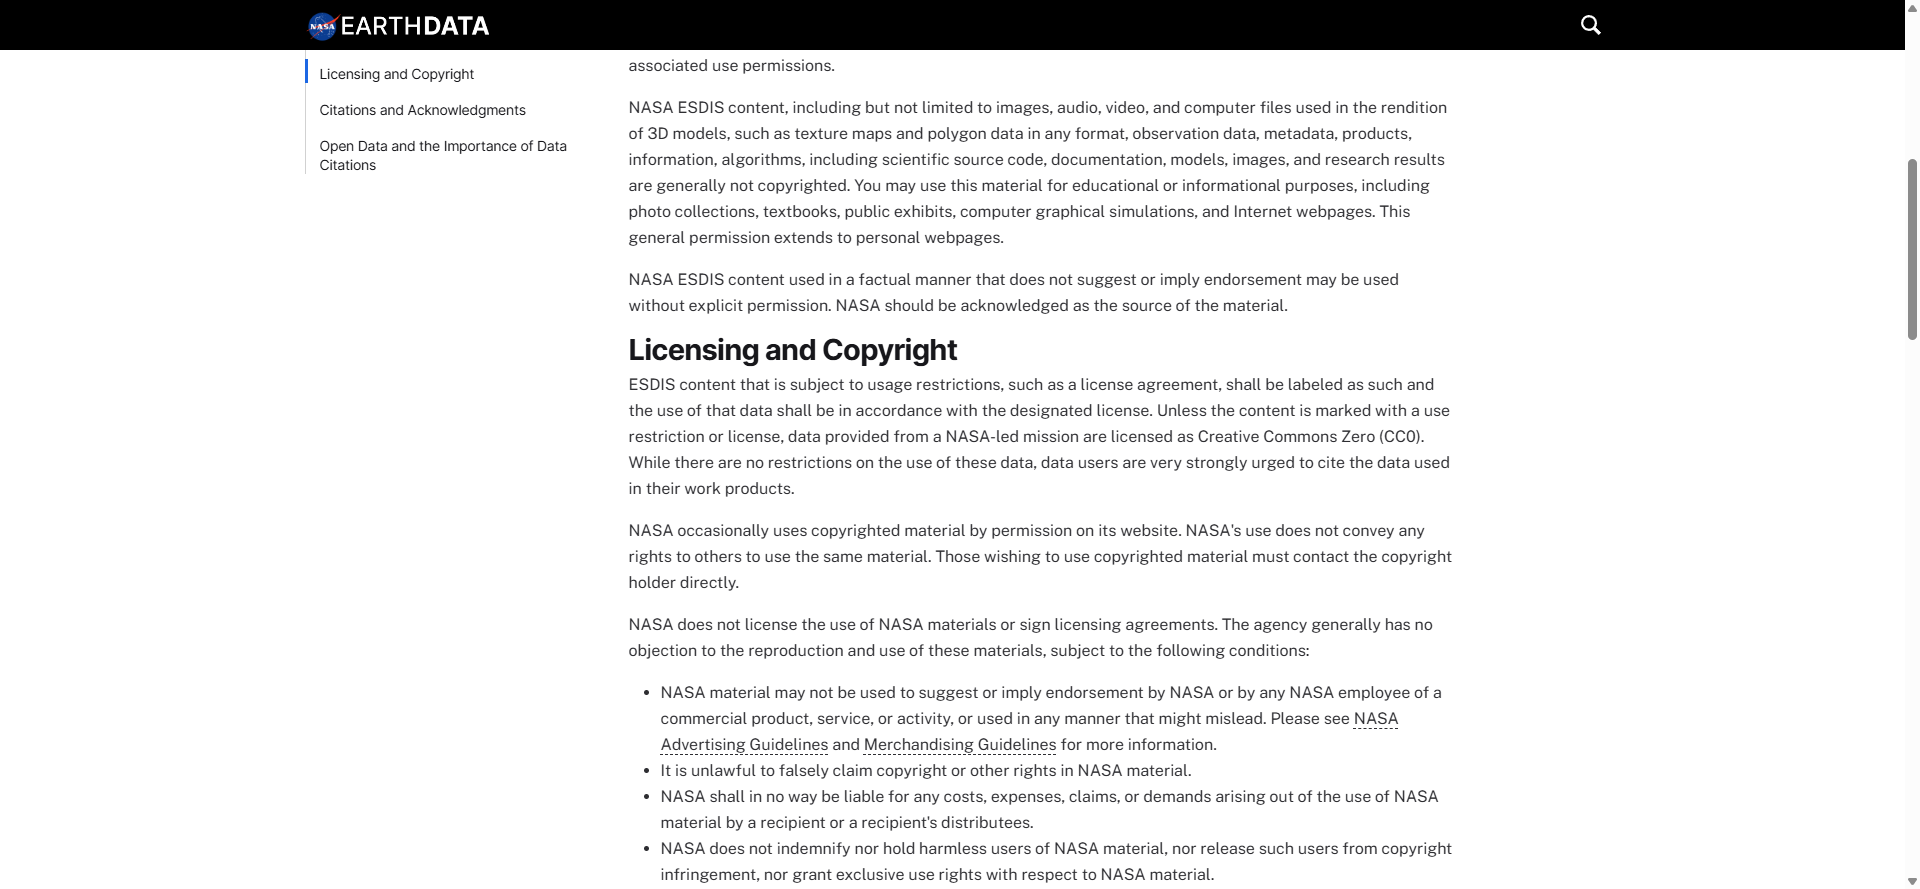 NASA EARTHDATA
Licensing and Copyright
Citations and Acknowledgments
Open Data and the Importance of Data
Citations
associated use permissions.
NASA ESDIS content, including but not limited to images, audio, video, and computer files used in the rendition
of 3D models, such as texture maps and polygon data in any format, observation data, metadata, products,
information, algorithms, including scientific source code, documentation, models, images, and research results
are generally not copyrighted. You may use this material for educational or informational purposes, including
photo collections, textbooks, public exhibits, computer graphical simulations, and Internet webpages. This
general permission extends to personal webpages.
NASA ESDIS content used in a factual manner that does not suggest or imply endorsement may be used
without explicit permission. NASA should be acknowledged as the source of the material.
Licensing and Copyright
ESDIS content that is subject to usage restrictions, such as a license agreement, shall be labeled as such and
the use of that data shall be in accordance with the designated license. Unless the content is marked with a use
restriction or license, data provided from a NASA-led mission are licensed as Creative Commons Zero (CC0).
While there are no restrictions on the use of these data, data users are very strongly urged to cite the data used
in their work products.
NASA occasionally uses copyrighted material by permission on its website. NASA's use does not convey any
rights to others to use the same material. Those wishing to use copyrighted material must contact the copyright
holder directly.
NASA does not license the use of NASA materials or sign licensing agreements. The agency generally has no
objection to the reproduction and use of these materials, subject to the following conditions:
• NASA material may not be used to suggest or imply endorsement by NASA or by any NASA employee of a
commercial product, service, or activity, or used in any manner that might mislead. Please see NASA
Advertising Guidelines and Merchandising Guidelines for more information.
• It is unlawful to falsely claim copyright or other rights in NASA material.
• NASA shall in no way be liable for any costs, expenses, claims, or demands arising out of the use of NASA
material by a recipient or a recipient's distributees.
• NASA does not indemnify nor hold harmless users of NASA material, nor release such users from copyright
infringement, nor grant exclusive use rights with respect to NASA material.